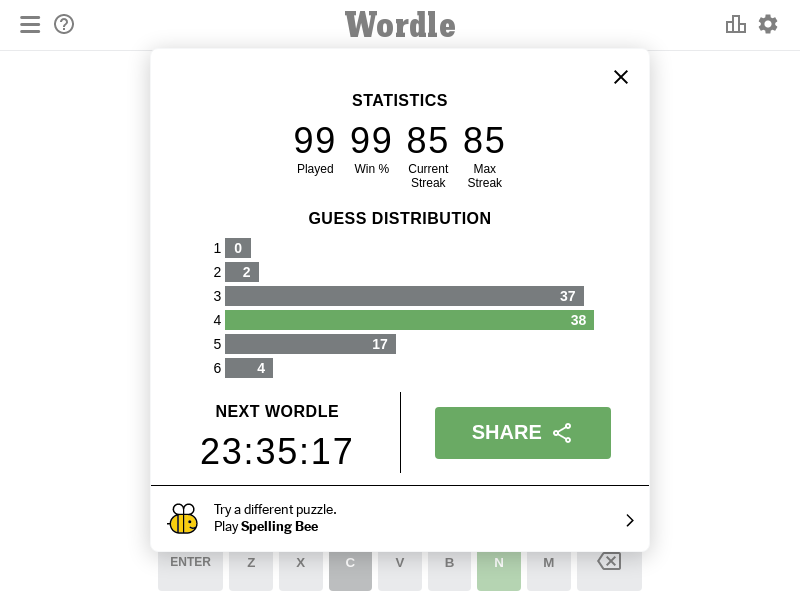 Wordle
STATISTICS
99 99 85 85
Played Win % Current Streak Max Streak
GUESS DISTRIBUTION
1 0
2 2
3 37
4 38
5 17
6 4
NEXT WORDLE
23:35:17
SHARE
Try a different puzzle.
Play Spelling Bee
ENTER Z X C V B N M